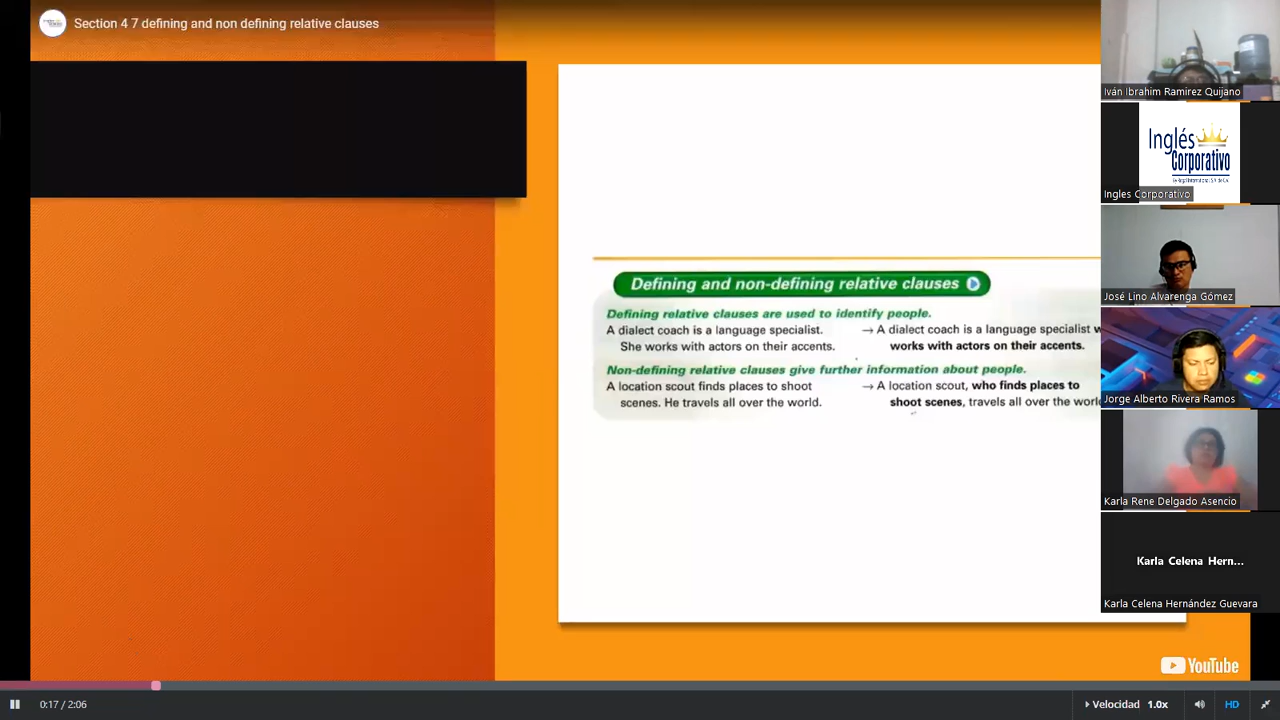 Section 4 7 defining and non defining relative clauses
Defining and non-defining relative clauses
Defining relative clauses are used to identify people.
A dialect coach is a language specialist. → A dialect coach is a language specialist w
She works with actors on their accents. works with actors on their accents.
Non-defining relative clauses give further information about people.
A location scout finds places to shoot → A location scout, who finds places to
scenes. He travels all over the world. shoot scenes, travels all over the worl
Iván Ibrahim Ramírez Quijano
Inglés
Corporativo
Ingles Corporativo
José Lino Alvarenga Gómez
Jorge Alberto Rivera Ramos
Karla Rene Delgado Asencio
Karla Celena Hern...
Karla Celena Hernández Guevara
YouTube
0:17 / 2:06
Velocidad 1.0x
HD